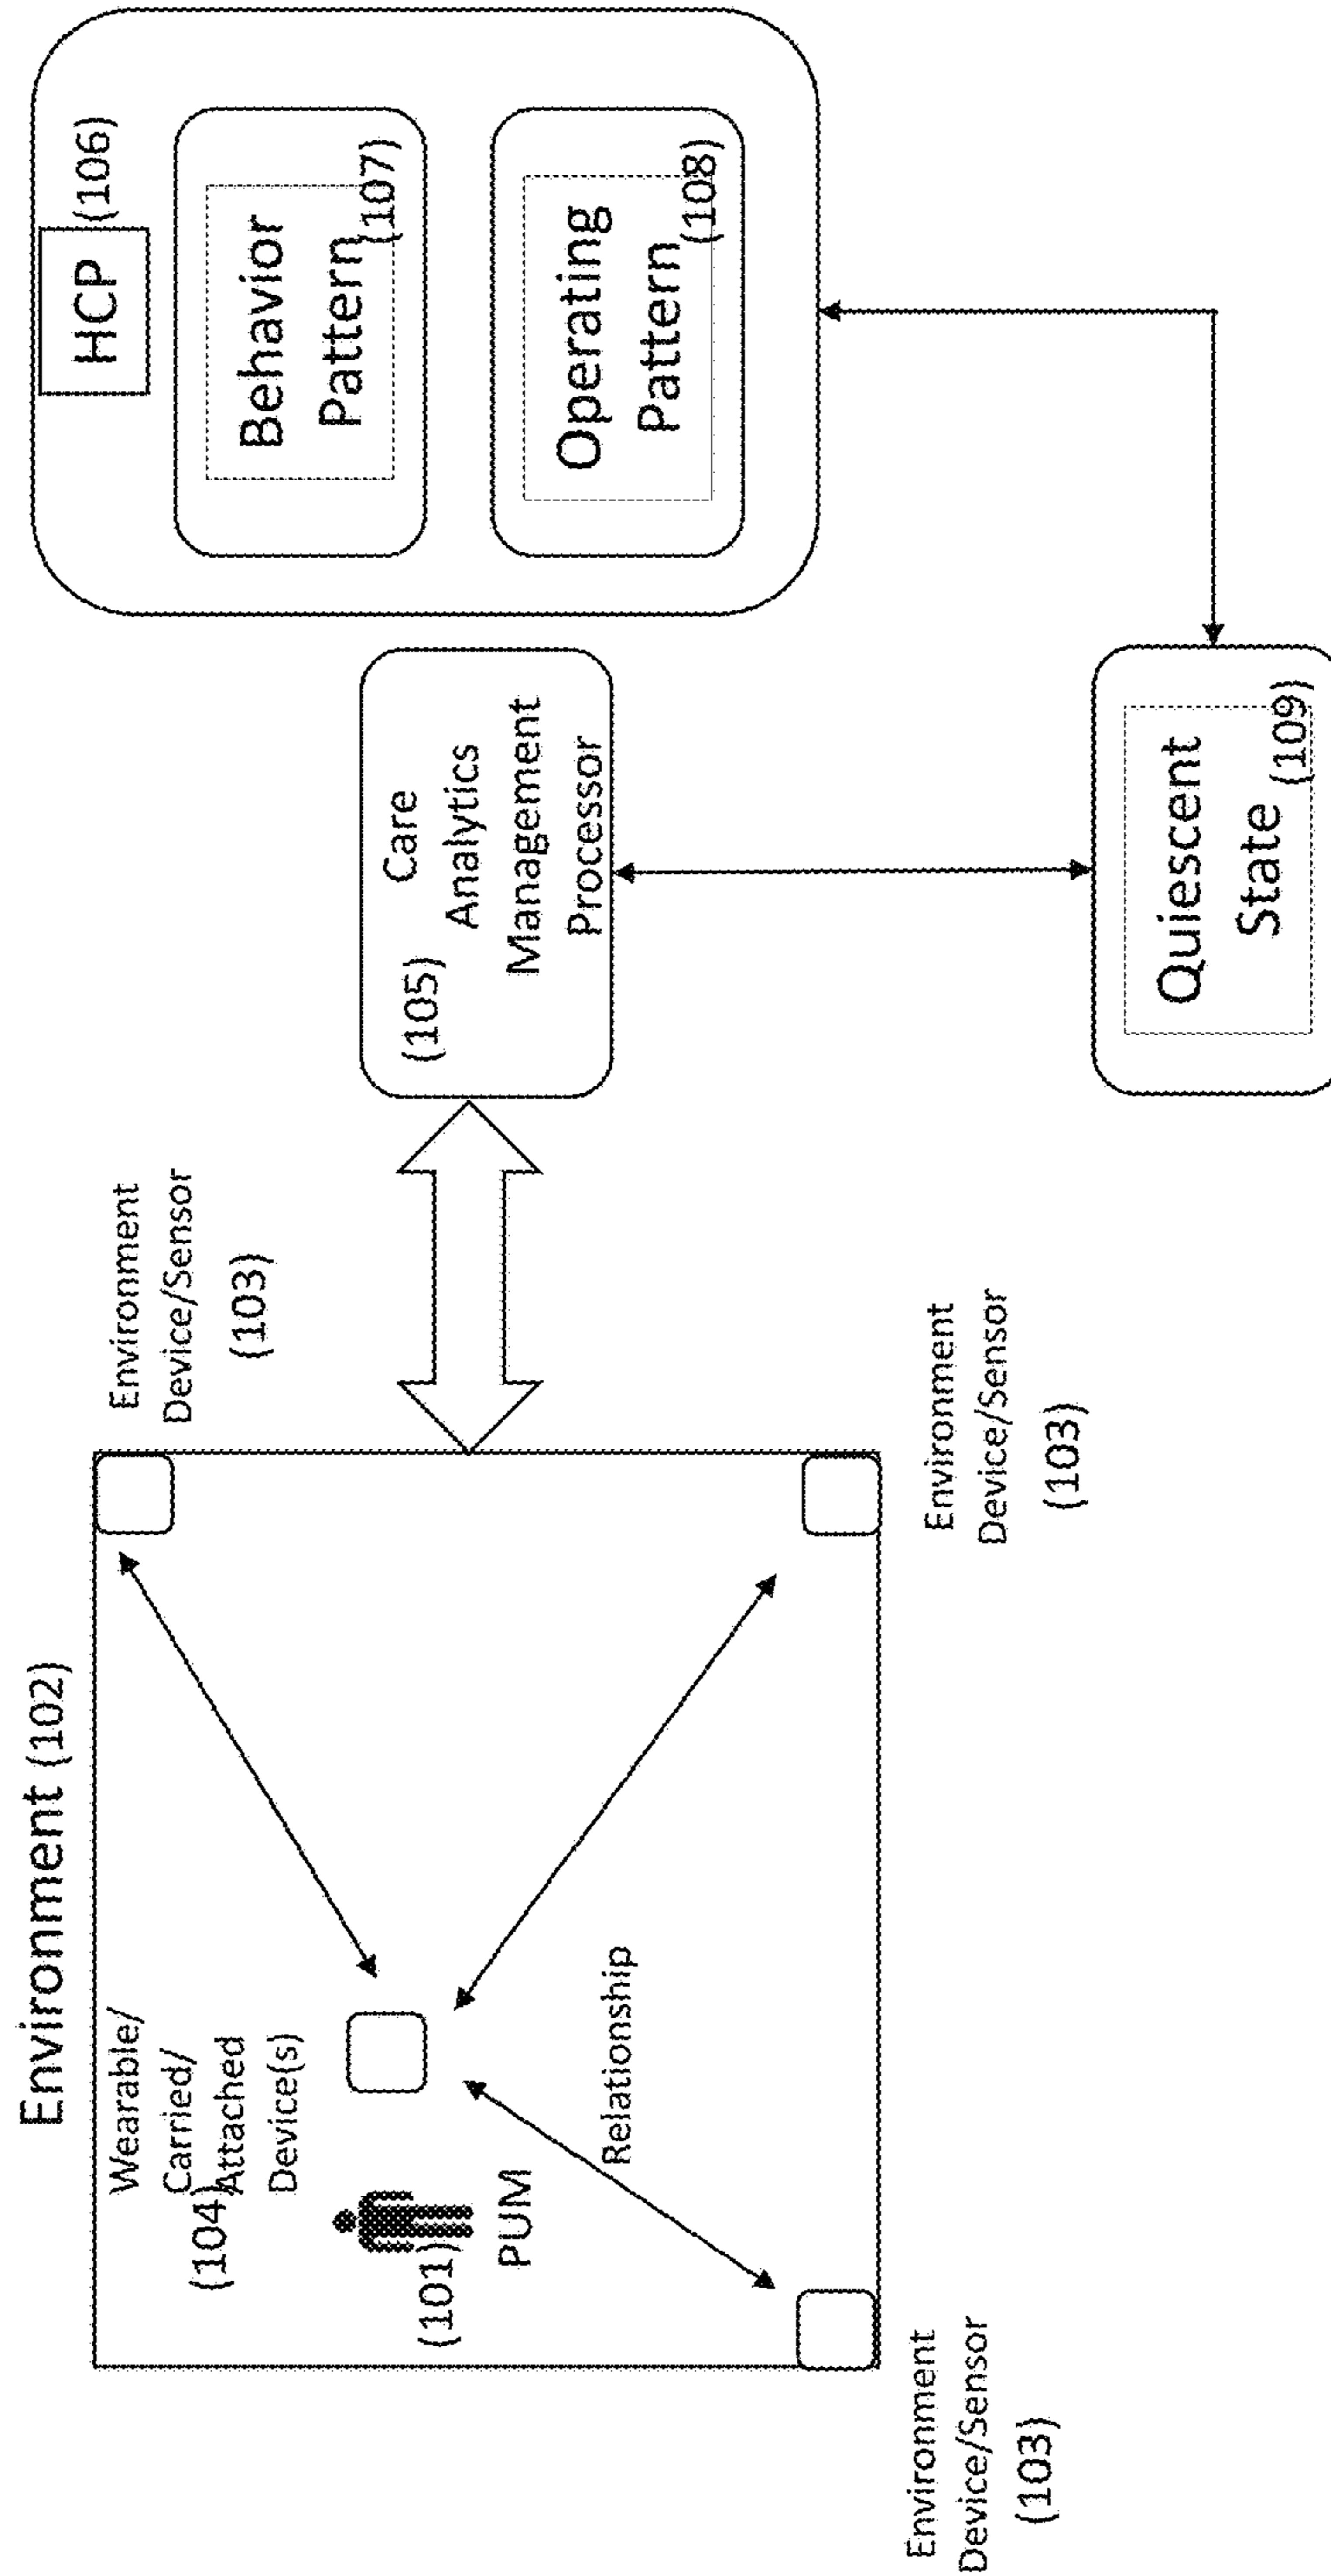 Environment (102)
Wearable/
Carried/
(104) Attached
Device(s)
(101)
PUM
Relationship
Environment
Device/Sensor
(103)
Environment
Device/Sensor
(103)
Environment
Device/Sensor
(103)
(105) Care
Analytics
Management
Processor
HCP (106)
Behavior
Pattern (107)
Operating
Pattern (108)
Quiescent
State (109)